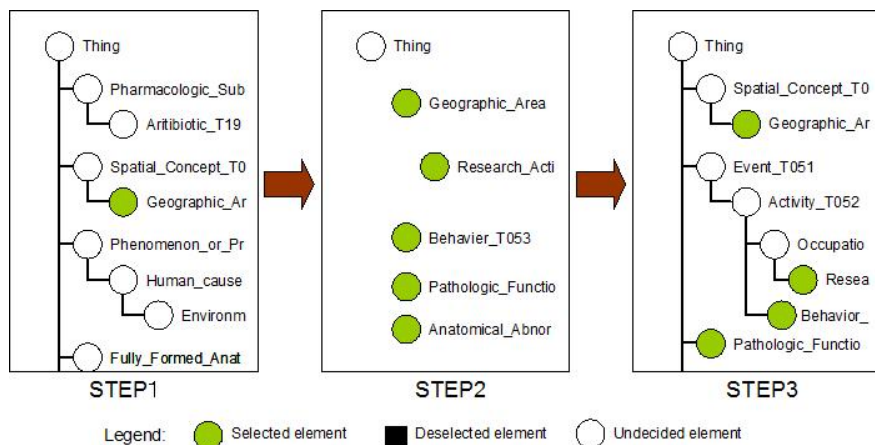 Thing
Pharmacologic_Sub
Aritibiotic_T19
Spatial_Concept_T0
Geographic_Ar
Phenomenon_or_Pr
Human_cause
Environm
Fully_Formed_Anat
STEP1
Thing
Geographic_Area
Research_Acti
Behavier_T053
Pathologic_Functio
Anatomical_Abnor
STEP2
Thing
Spatial_Concept_T0
Geographic_Ar
Event_T051
Activity_T052
Occupatio
Resea
Behavior_
Pathologic_Functio
STEP3
Legend: Selected element Deselected element Undecided element